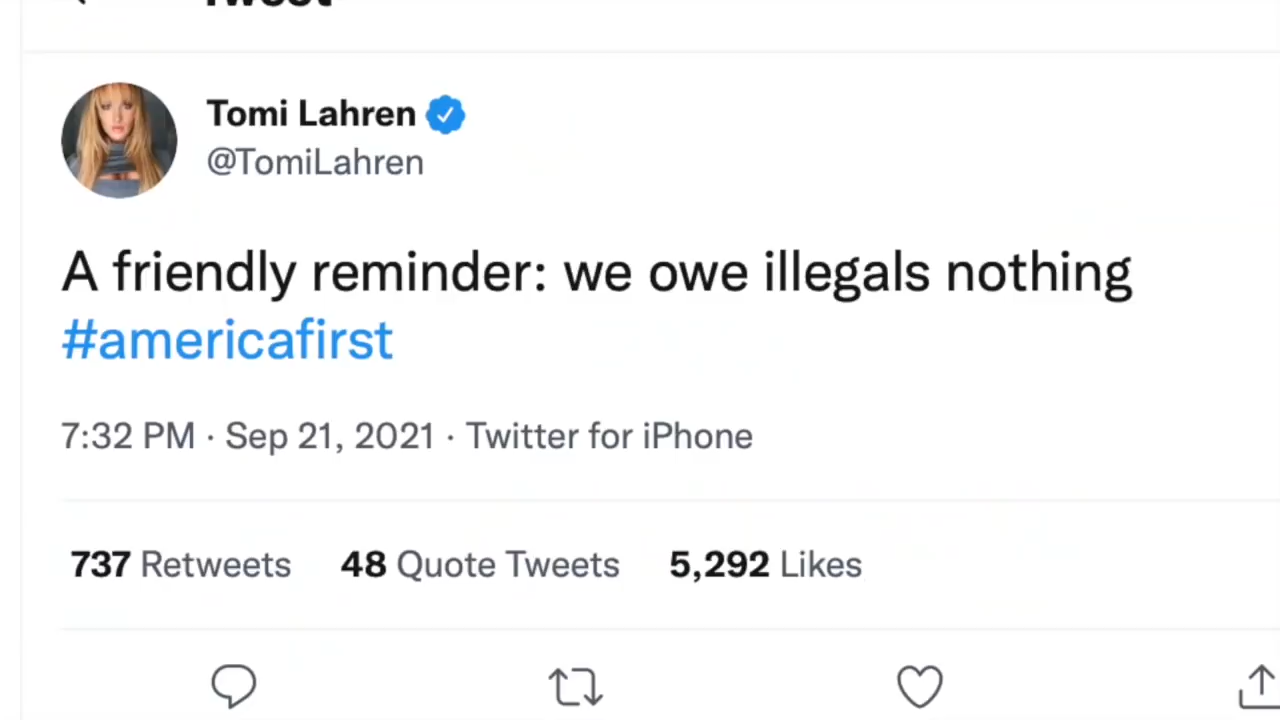 Tweet
Tomi Lahren
@TomiLahren
A friendly reminder: we owe illegals nothing
#americafirst
7:32 PM · Sep 21, 2021 · Twitter for iPhone
737 Retweets 48 Quote Tweets 5,292 Likes